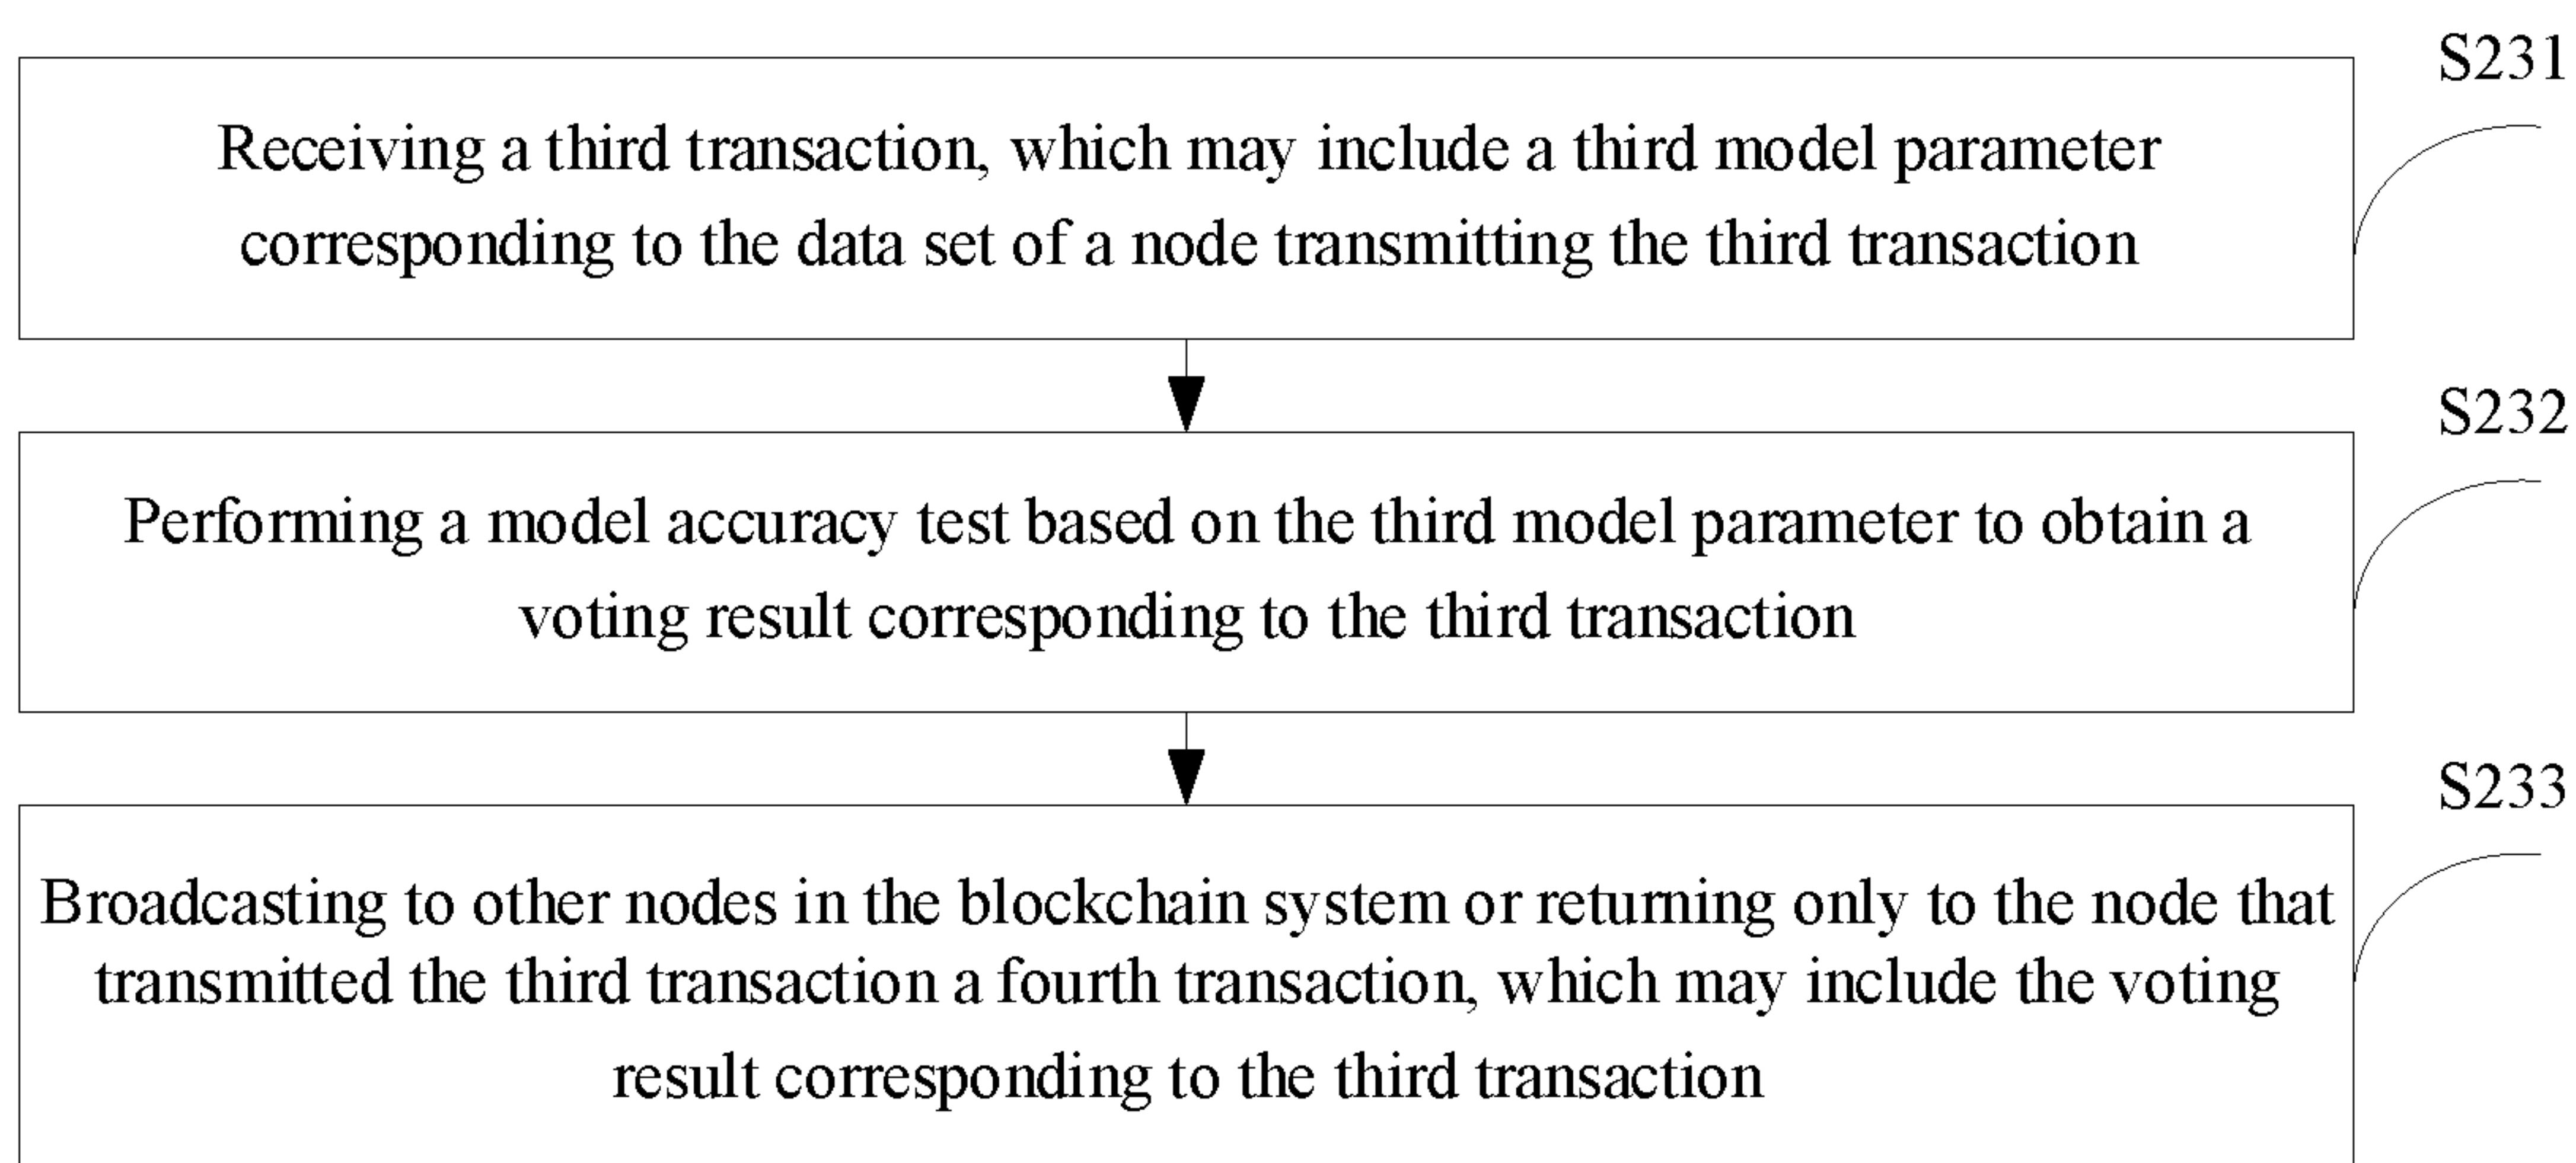 S231
Receiving a third transaction, which may include a third model parameter
corresponding to the data set of a node transmitting the third transaction
S232
Performing a model accuracy test based on the third model parameter to obtain a
voting result corresponding to the third transaction
S233
Broadcasting to other nodes in the blockchain system or returning only to the node that
transmitted the third transaction a fourth transaction, which may include the voting
result corresponding to the third transaction